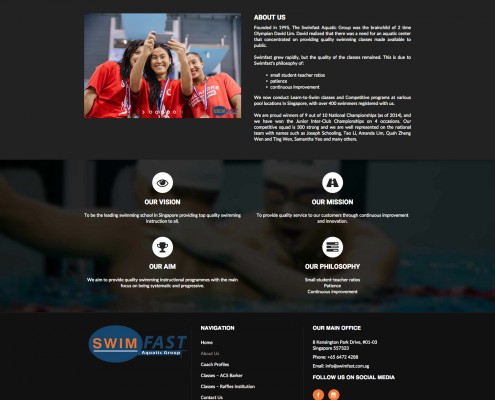 ABOUT US
Founded in 1995, The Swimfast Aquatic Group was the brainchild of 2 time
Olympian David Lim. David realized that there was a need for an aquatic center
that concentrated on providing quality swimming classes made available to
public.
Swimfast grew rapidly, but the quality of the classes remained. This is due to
Swimfast's philosophy of:
small student-teacher ratios
patience
continuous improvement
We now conduct Learn-to-Swim classes and Competitive programs at various
pool locations in Singapore, with over 400 swimmers registered with us.
We are proud winners of 9 out of 10 National Championships (as of 2014), and
we have won the Junior Inter-Club Championships on 4 occasions. Our
competitive squad is 300 strong and we are well represented on the national
team with names such as Joseph Schooling, Tao Li, Amanda Lim, Quah Zheng
Wen and Ting Wen, Samantha Yeo and many others.
OUR VISION
To be the leading swimming school in Singapore providing top quality swimming
instruction to all.
OUR MISSION
To provide quality service to our customers through continuous improvement
and innovation.
OUR AIM
We aim to provide quality swimming instructional programmes with the main
focus on being systematic and progressive.
OUR PHILOSOPHY
Small student-teacher ratios
Patience
Continuous improvement
SWIMFAST
Aquatic Group
NAVIGATION
Home
About Us
Coach Profiles
Classes – ACS Barker
Classes – Raffles Institution
Contact Us
OUR MAIN OFFICE
8 Kensington Park Drive, #01-03
Singapore 557323
Phone: +65 6472 4288
Email: info@swimfast.com.sg
FOLLOW US ON SOCIAL MEDIA